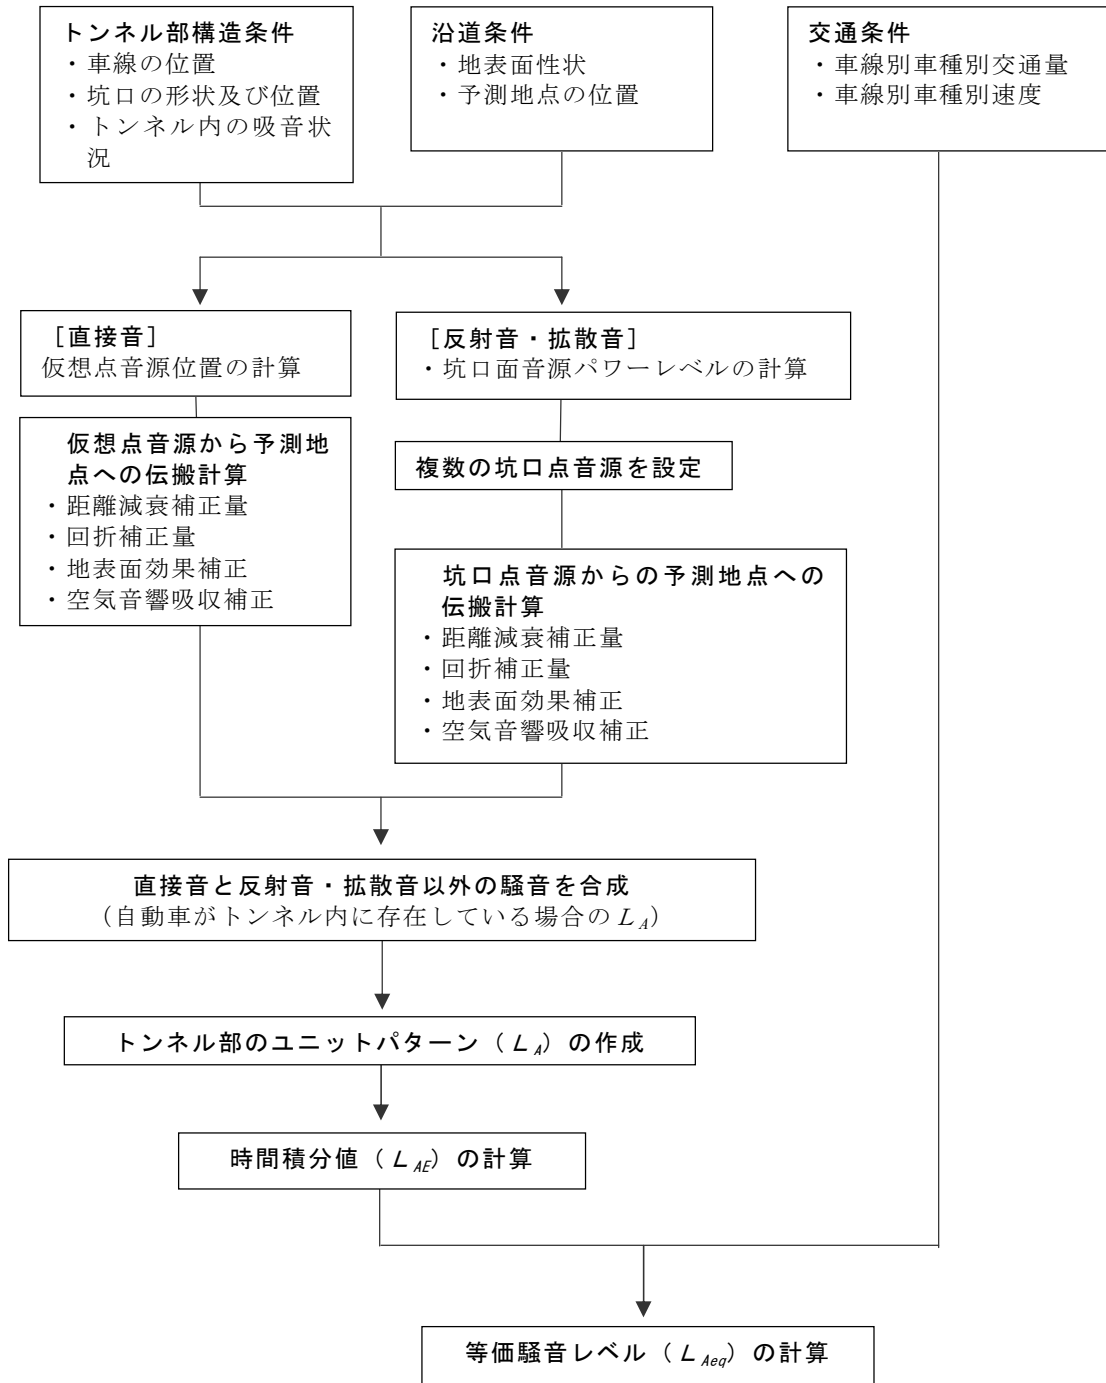 トンネル部構造条件
・車線の位置
・坑口の形状及び位置
・トンネル内の吸音状
況
沿道条件
・地表面性状
・予測地点の位置
交通条件
・車線別車種別交通量
・車線別車種別速度
［直接音］
仮想点音源位置の計算
［反射音・拡散音］
・坑口面音源パワーレベルの計算
仮想点音源から予測地
点への伝搬計算
・距離減衰補正量
・回折補正量
・地表面効果補正
・空気音響吸収補正
複数の坑口点音源を設定
坑口点音源からの予測地点への
伝搬計算
・距離減衰補正量
・回折補正量
・地表面効果補正
・空気音響吸収補正
直接音と反射音・拡散音以外の騒音を合成
（自動車がトンネル内に存在している場合のLA）
トンネル部のユニットパターン（LA）の作成
時間積分値（LAE）の計算
等価騒音レベル（LAeq）の計算